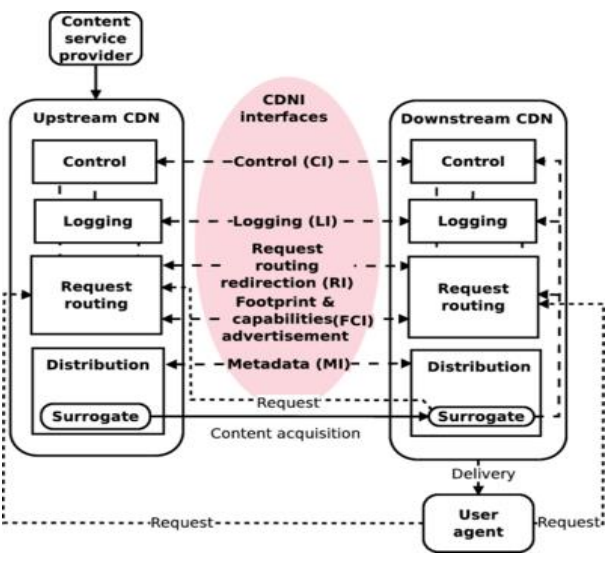 Content
service
provider
Upstream CDN
CDNI
interfaces
Downstream CDN
Control
Control (CI)
Control
Logging
Logging (LI)
Logging
Request
routing
Request
routing
redirection (RI)
Footprint &
capabilities(FCI)
advertisement
Request
routing
Distribution
Metadata (MI)
Distribution
Surrogate
Request
Surrogate
Content acquisition
Delivery
Request
User
agent
Request